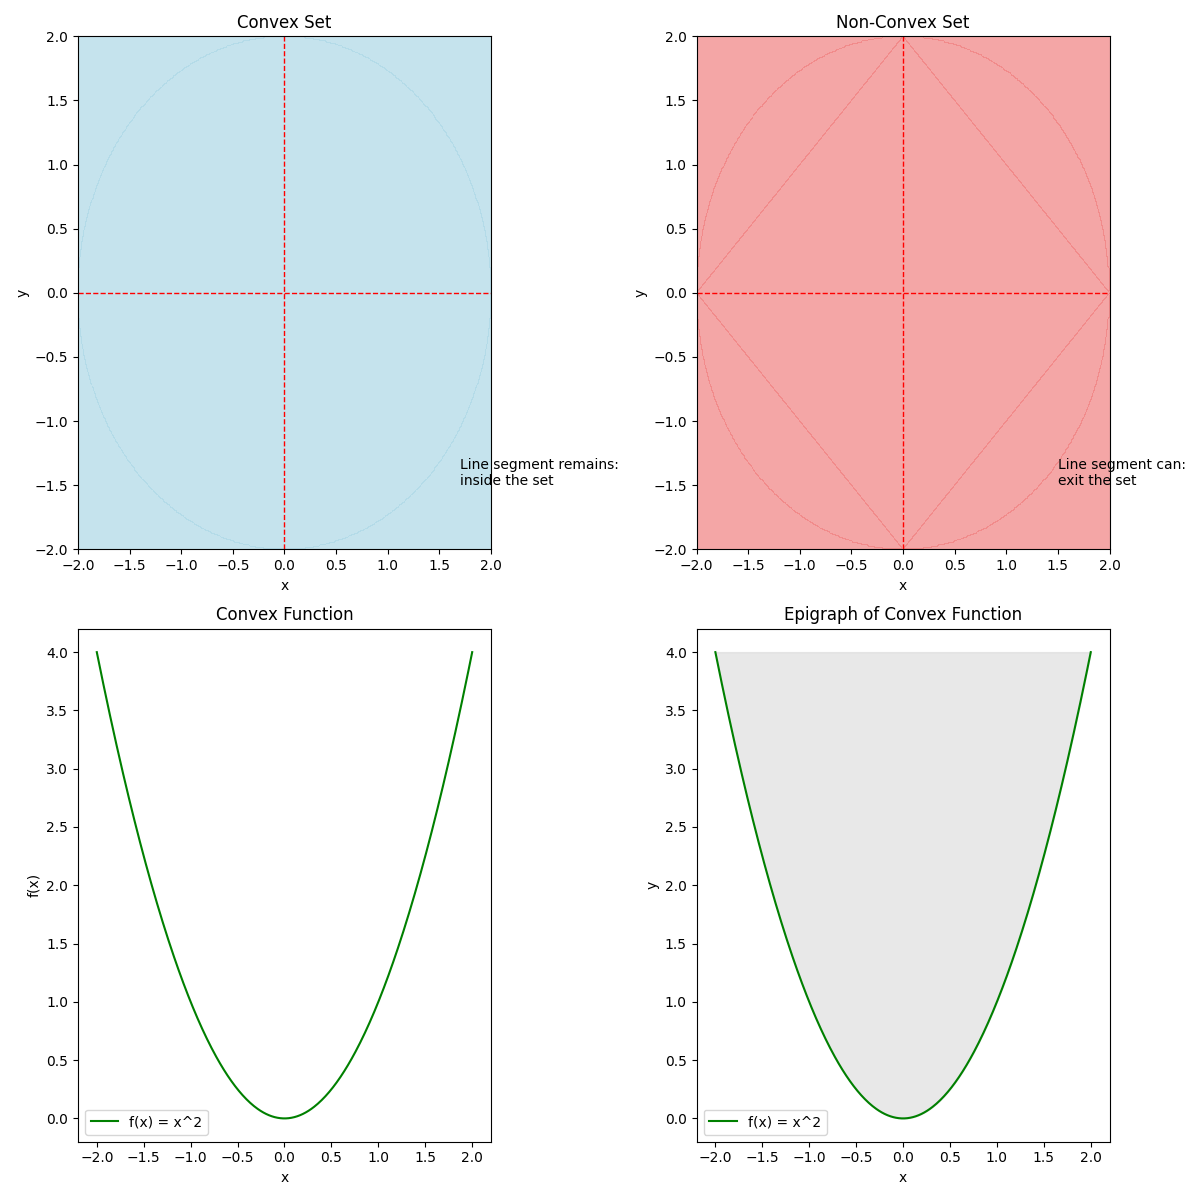 Convex Set
2.0
1.5
1.0
0.5
0.0
−0.5
−1.0
−1.5
−2.0
y
Line segment remains:
inside the set
−2.0 −1.5 −1.0 −0.5 0.0 0.5 1.0 1.5 2.0
x
Non-Convex Set
2.0
1.5
1.0
0.5
0.0
−0.5
−1.0
−1.5
−2.0
y
Line segment can:
exit the set
−2.0 −1.5 −1.0 −0.5 0.0 0.5 1.0 1.5 2.0
x
Convex Function
4.0
3.5
3.0
2.5
2.0
1.5
1.0
0.5
0.0
f(x)
f(x) = x^2
−2.0 −1.5 −1.0 −0.5 0.0 0.5 1.0 1.5 2.0
x
Epigraph of Convex Function
4.0
3.5
3.0
2.5
2.0
1.5
1.0
0.5
0.0
y
f(x) = x^2
−2.0 −1.5 −1.0 −0.5 0.0 0.5 1.0 1.5 2.0
x